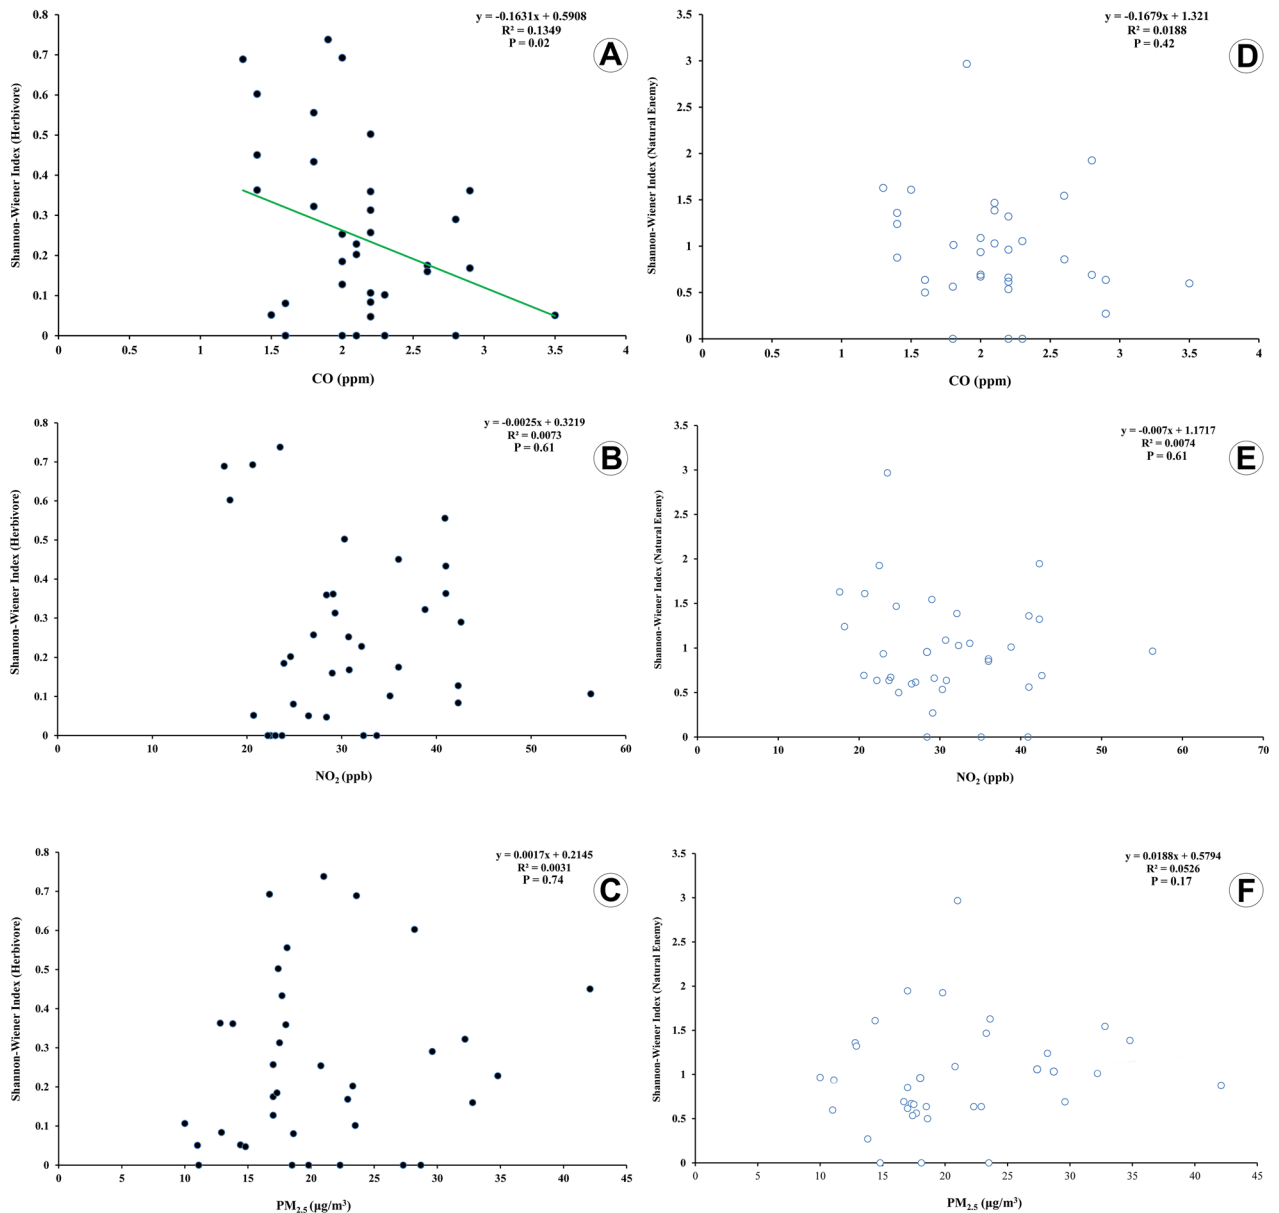 y = -0.1631x + 0.5908
R² = 0.1349
P = 0.02
A
Shannon-Wiener Index (Herbivore)
0.8
0.7
0.6
0.5
0.4
0.3
0.2
0.1
0
0 0.5 1 1.5 2 2.5 3 3.5 4
CO (ppm)
y = -0.1679x + 1.321
R² = 0.0188
P = 0.42
D
Shannon-Wiener Index (Natural Enemy)
3.5
3
2.5
2
1.5
1
0.5
0
0 0.5 1 1.5 2 2.5 3 3.5 4
CO (ppm)
y = -0.0025x + 0.3219
R² = 0.0073
P = 0.61
B
Shannon-Wiener Index (Herbivore)
0.8
0.7
0.6
0.5
0.4
0.3
0.2
0.1
0
0 10 20 30 40 50 60
NO₂ (ppb)
y = -0.007x + 1.1717
R² = 0.0074
P = 0.61
E
Shannon-Wiener Index (Natural Enemy)
3.5
3
2.5
2
1.5
1
0.5
0
0 10 20 30 40 50 60 70
NO₂ (ppb)
y = 0.0017x + 0.2145
R² = 0.0031
P = 0.74
C
Shannon-Wiener Index (Herbivore)
0.8
0.7
0.6
0.5
0.4
0.3
0.2
0.1
0
0 5 10 15 20 25 30 35 40 45
PM₂.₅ (µg/m³)
y = 0.0188x + 0.5794
R² = 0.0526
P = 0.17
F
Shannon-Wiener Index (Natural Enemy)
3.5
3
2.5
2
1.5
1
0.5
0
0 5 10 15 20 25 30 35 40 45
PM₂.₅ (µg/m³)